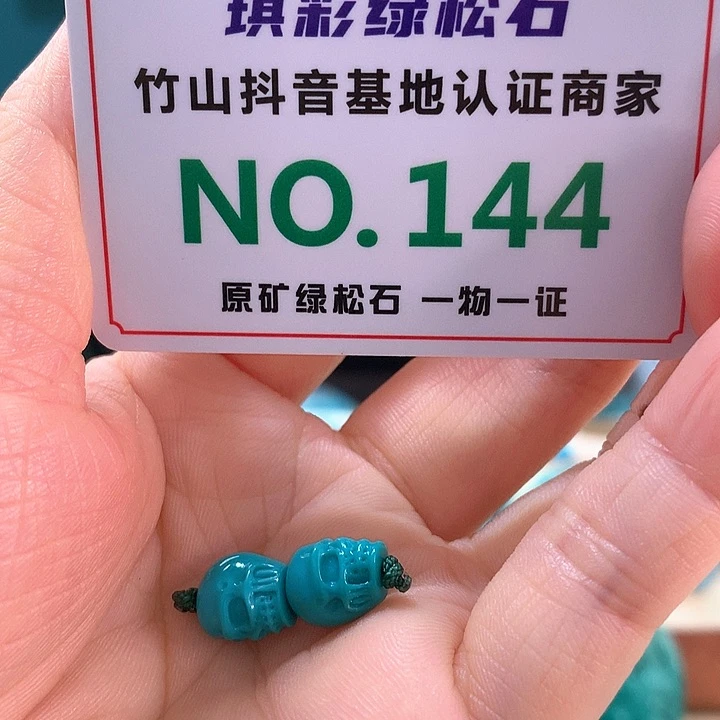 琪彩绿松石
竹山抖音基地认证商家
NO.144
原矿绿松石 一物一证